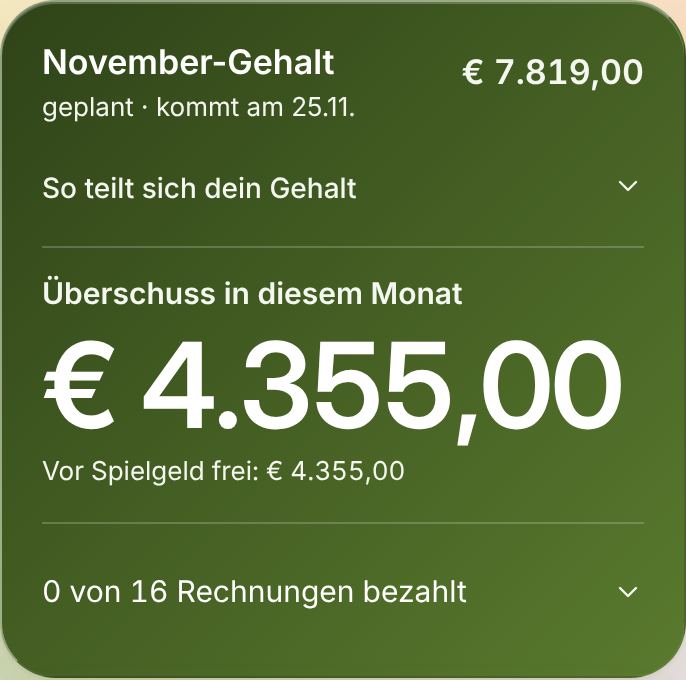 November-Gehalt
€ 7.819,00
geplant · kommt am 25.11.
So teilt sich dein Gehalt
Überschuss in diesem Monat
€ 4.355,00
Vor Spielgeld frei: € 4.355,00
0 von 16 Rechnungen bezahlt